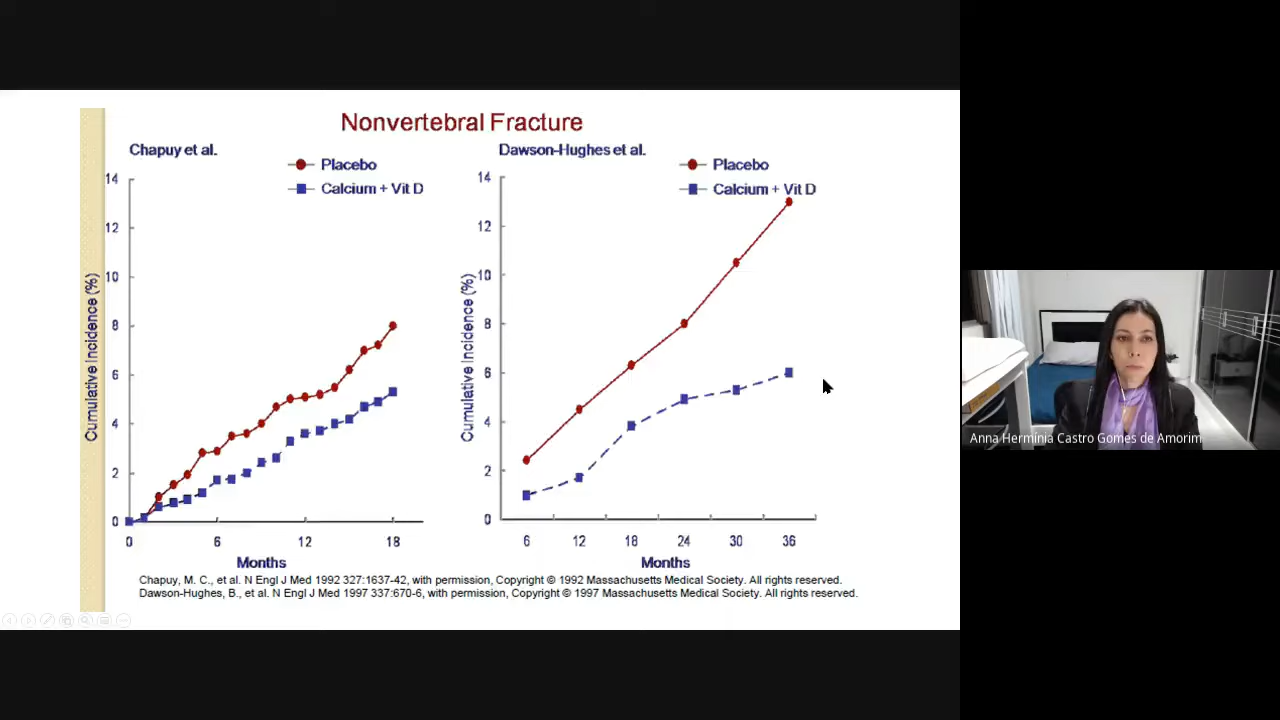 Nonvertebral Fracture
Chapuy et al.
Placebo
Calcium + Vit D
14
12
10
8
6
4
2
0
Cumulative Incidence (%)
0 6 12 18
Months
Dawson-Hughes et al.
Placebo
Calcium + Vit D
14
12
10
8
6
4
2
0
Cumulative Incidence (%)
6 12 18 24 30 36
Months
Chapuy, M. C., et al. N Engl J Med 1992 327:1637-42, with permission, Copyright © 1992 Massachusetts Medical Society. All rights reserved.
Dawson-Hughes, B., et al. N Engl J Med 1997 337:670-6, with permission, Copyright © 1997 Massachusetts Medical Society. All rights reserved.
Anna Hermínia Castro Gomes de Amorim